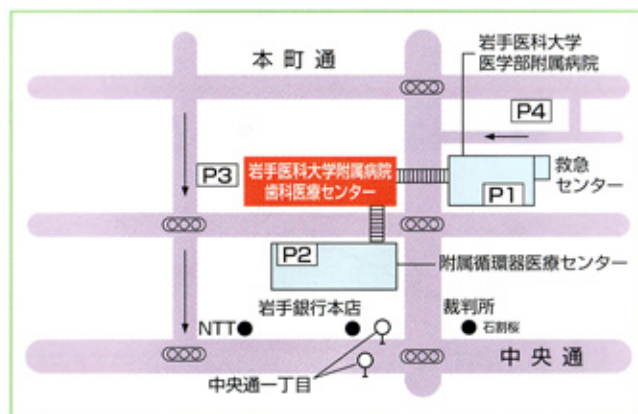 本町通
岩手医科大学
医学部附属病院
P4
P3
岩手医科大学附属病院
歯科医療センター
P1
救急
センター
P2
附属循環器医療センター
岩手銀行本店
裁判所
NTT
石割桜
中央通
中央通一丁目